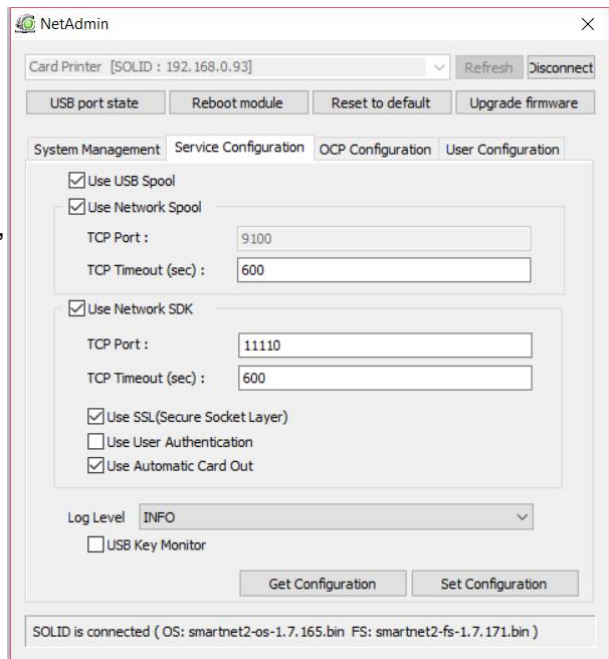 NetAdmin
Card Printer [SOLID : 192.168.0.93] Refresh Disconnect
USB port state Reboot module Reset to default Upgrade firmware
System Management Service Configuration OCP Configuration User Configuration
Use USB Spool
Use Network Spool
,
TCP Port : 9100
TCP Timeout (sec) : 600
Use Network SDK
TCP Port : 11110
TCP Timeout (sec) : 600
Use SSL(Secure Socket Layer)
Use User Authentication
Use Automatic Card Out
Log Level INFO
USB Key Monitor
Get Configuration Set Configuration
SOLID is connected ( OS: smartnet2-os-1.7.165.bin FS: smartnet2-fs-1.7.171.bin )